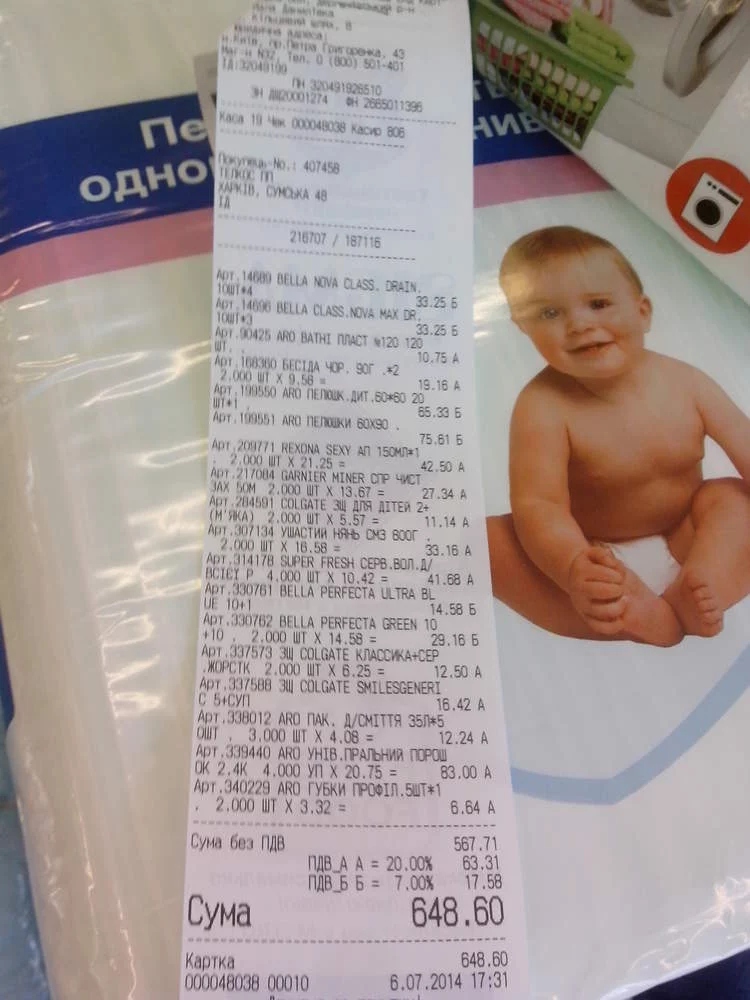 Кільцевий шлях, 8
Юридична адреса:
м.Київ, пр.Петра Григоренка, 43
Маг-н N32, Тел. 0 (800) 501-401
ІД:32049199
ПН 320491926510
ЗН ДЩ20001274 ФН 2665011396
Каса 19 Чек 000048038 Касир 806
Покупець-No.: 407458
ТЕЛКОС ПП
ХАРКІВ, СУМСЬКА 48
ІД
216707 / 187116
Арт.14689 BELLA NOVA CLASS. DRAIN.
10ШТ*4 33.25 Б
Арт.14696 BELLA CLASS.NOVA MAX DR.
10ШТ*3 33.25 Б
Арт.90425 ARO ВАТНІ ПЛАСТ №120 120
ШТ. . 10.75 А
Арт.168360 БЕСІДА ЧОР. 90Г .*2
2.000 ШТ X 9.58 = 19.16 А
Арт.199550 ARO ПЕЛЮШК.ДИТ.60*60 20
ШТ*1 . 65.33 Б
Арт.199551 ARO ПЕЛЮШКИ 60X90 .
75.61 Б
Арт.209771 REXONA SEXY АП 150МЛ*1
. 2.000 ШТ X 21.25 = 42.50 А
Арт.217084 GARNIER MINER СПР ЧИСТ
ЗАХ 50М 2.000 ШТ X 13.67 = 27.34 А
Арт.284591 COLGATE ЗЩ ДЛЯ ДІТЕЙ 2+
(М'ЯКА) 2.000 ШТ X 5.57 = 11.14 А
Арт.307134 УШАСТИЙ НЯНЬ СМЗ 800Г .
2.000 ШТ X 16.58 = 33.16 А
Арт.314178 SUPER FRESH СЕРВ.ВОЛ.Д/
ВСІЄЇ Р 4.000 ШТ X 10.42 = 41.68 А
Арт.330761 BELLA PERFECTA ULTRA BL
UE 10+1 14.58 Б
Арт.330762 BELLA PERFECTA GREEN 10
+10 . 2.000 ШТ X 14.58 = 29.16 Б
Арт.337573 ЗЩ COLGATE КЛАССИКА+СЕР
.ЖОРСТК 2.000 ШТ X 6.25 = 12.50 А
Арт.337588 ЗЩ COLGATE SMILESGENERI
C 5+СУП 16.42 А
Арт.338012 ARO ПАК. Д/СМІТТЯ 35Л*5
0ШТ . 3.000 ШТ X 4.08 = 12.24 А
Арт.339440 ARO УНІВ.ПРАЛЬНИЙ ПОРОШ
ОК 2.4К 4.000 УП X 20.75 = 83.00 А
Арт.340229 ARO ГУБКИ ПРОФІЛ.5ШТ*1
. 2.000 ШТ X 3.32 = 6.64 А
Сума без ПДВ 567.71
ПДВ_А А = 20.00% 63.31
ПДВ_Б Б = 7.00% 17.58
Сума 648.60
Картка 648.60
000048038 00010 6.07.2014 17:31